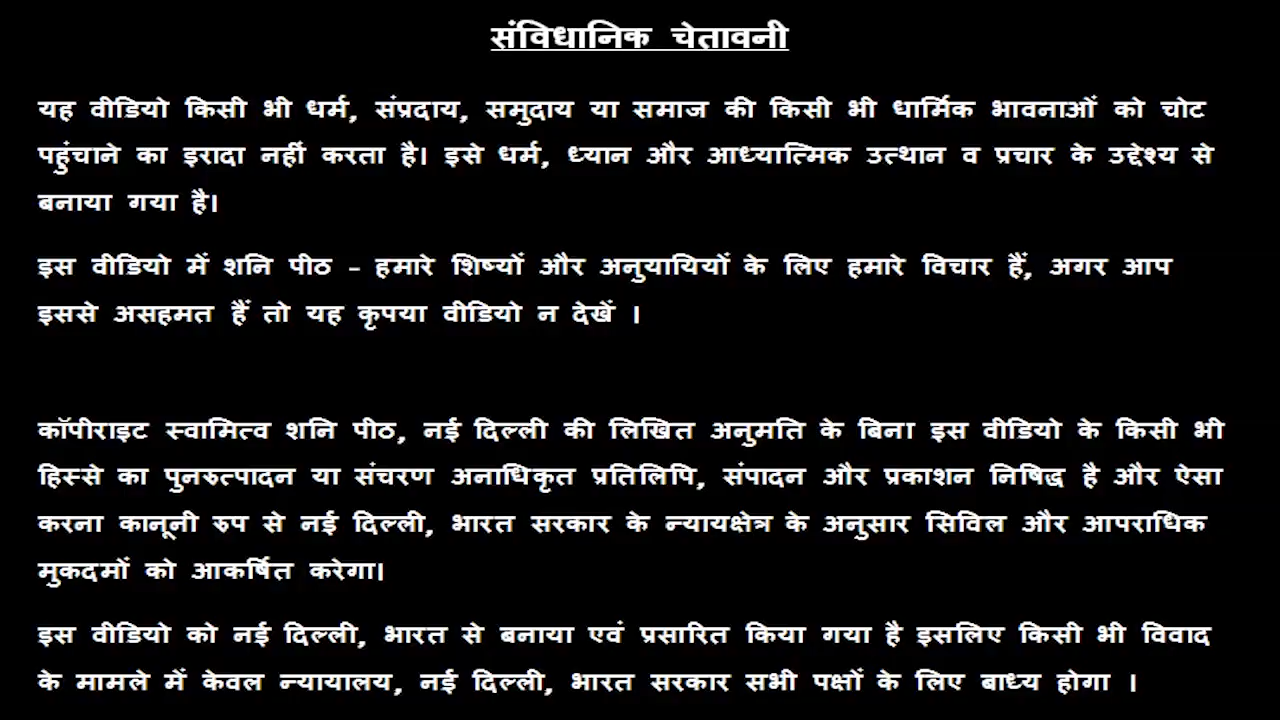 संविधानिक चेतावनी
यह वीडियो किसी भी धर्म, संप्रदाय, समुदाय या समाज की किसी भी धार्मिक भावनाओं को चोट
पहुंचाने का इरादा नहीं करता है। इसे धर्म, ध्यान और आध्यात्मिक उत्थान व प्रचार के उद्देश्य से
बनाया गया है।
इस वीडियो में शनि पीठ – हमारे शिष्यों और अनुयायियों के लिए हमारे विचार हैं, अगर आप
इससे असहमत हैं तो यह कृपया वीडियो न देखें ।
कॉपीराइट स्वामित्व शनि पीठ, नई दिल्ली की लिखित अनुमति के बिना इस वीडियो के किसी भी
हिस्से का पुनरुत्पादन या संचरण अनाधिकृत प्रतिलिपि, संपादन और प्रकाशन निषिद्ध है और ऐसा
करना कानूनी रुप से नई दिल्ली, भारत सरकार के न्यायक्षेत्र के अनुसार सिविल और आपराधिक
मुकदमों को आकर्षित करेगा।
इस वीडियो को नई दिल्ली, भारत से बनाया एवं प्रसारित किया गया है इसलिए किसी भी विवाद
के मामले में केवल न्यायालय, नई दिल्ली, भारत सरकार सभी पक्षों के लिए बाध्य होगा ।